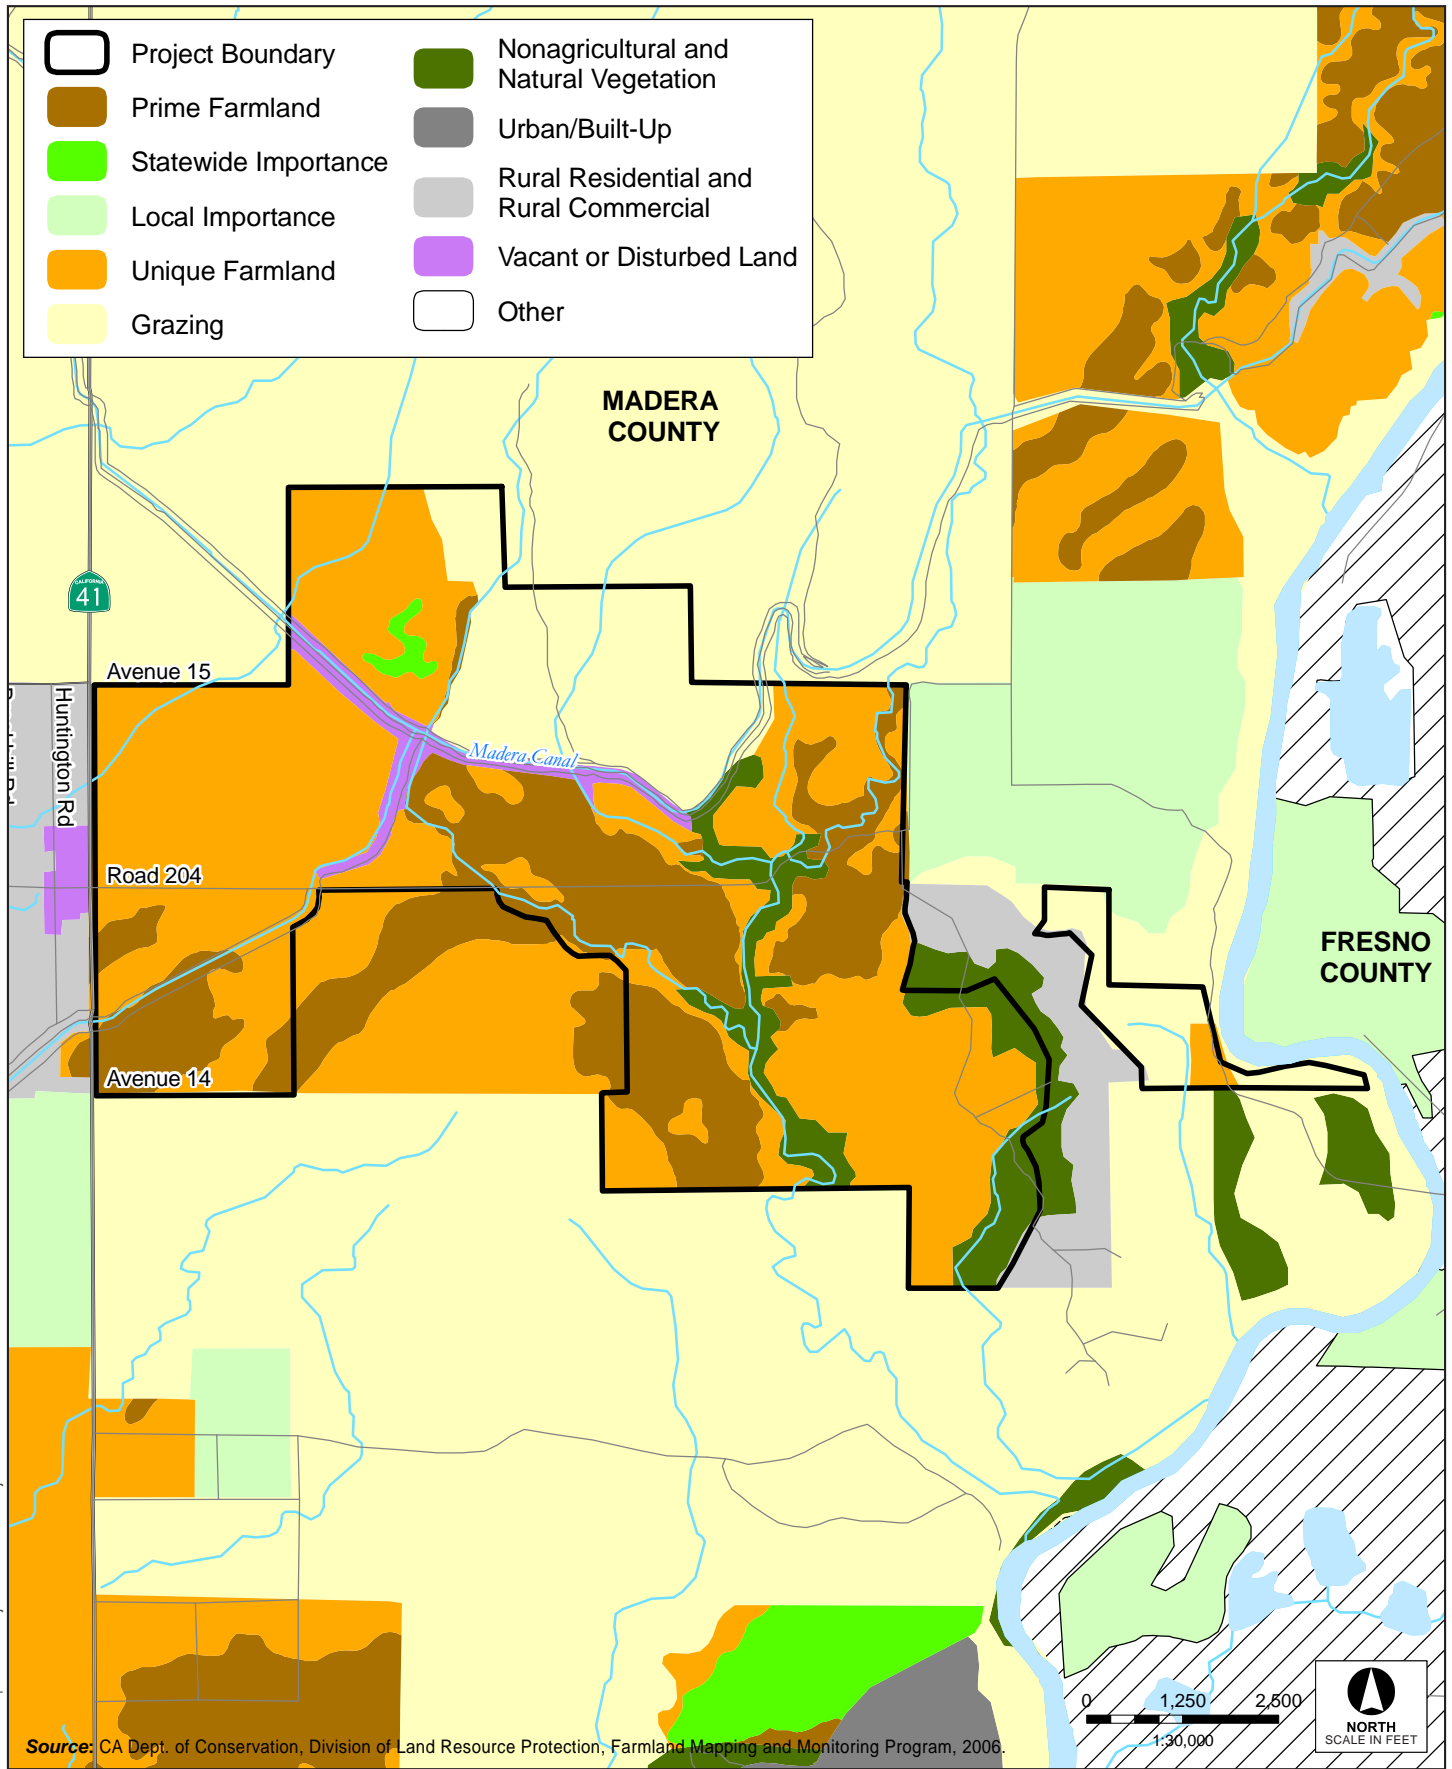 Project Boundary
Prime Farmland
Statewide Importance
Local Importance
Unique Farmland
Grazing
Nonagricultural and
Natural Vegetation
Urban/Built-Up
Rural Residential and
Rural Commercial
Vacant or Disturbed Land
Other
MADERA
COUNTY
CALIFORNIA
41
Avenue 15
Huntington Rd
Madera Canal
Road 204
FRESNO
COUNTY
Avenue 14
0 1,250 2,500
1:30,000
NORTH
SCALE IN FEET
Source: CA Dept. of Conservation, Division of Land Resource Protection, Farmland Mapping and Monitoring Program, 2006.